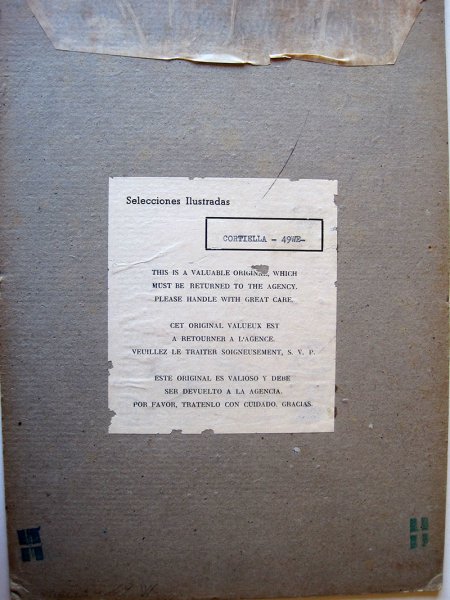 Selecciones Ilustradas
CORTIELLA - 49WE-
THIS IS A VALUABLE ORIGINAL, WHICH
MUST BE RETURNED TO THE AGENCY.
PLEASE HANDLE WITH GREAT CARE.
CET ORIGINAL VALUEUX EST
A RETOURNER A L'AGENCE.
VEUILLEZ LE TRAITER SOIGNEUSEMENT, S. V. P.
ESTE ORIGINAL ES VALIOSO Y DEBE
SER DEVUELTO A LA AGENCIA.
POR FAVOR, TRATENLO CON CUIDADO. GRACIAS.